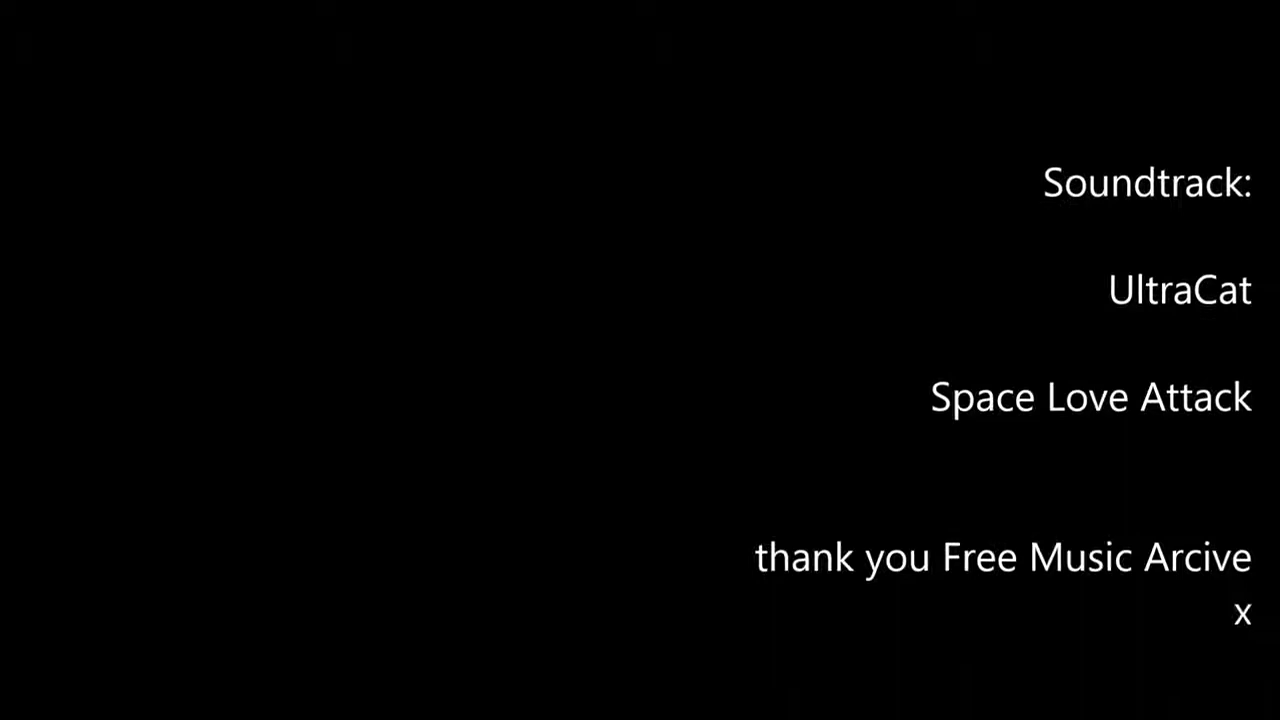 Soundtrack:
UltraCat
Space Love Attack
thank you Free Music Arcive
x